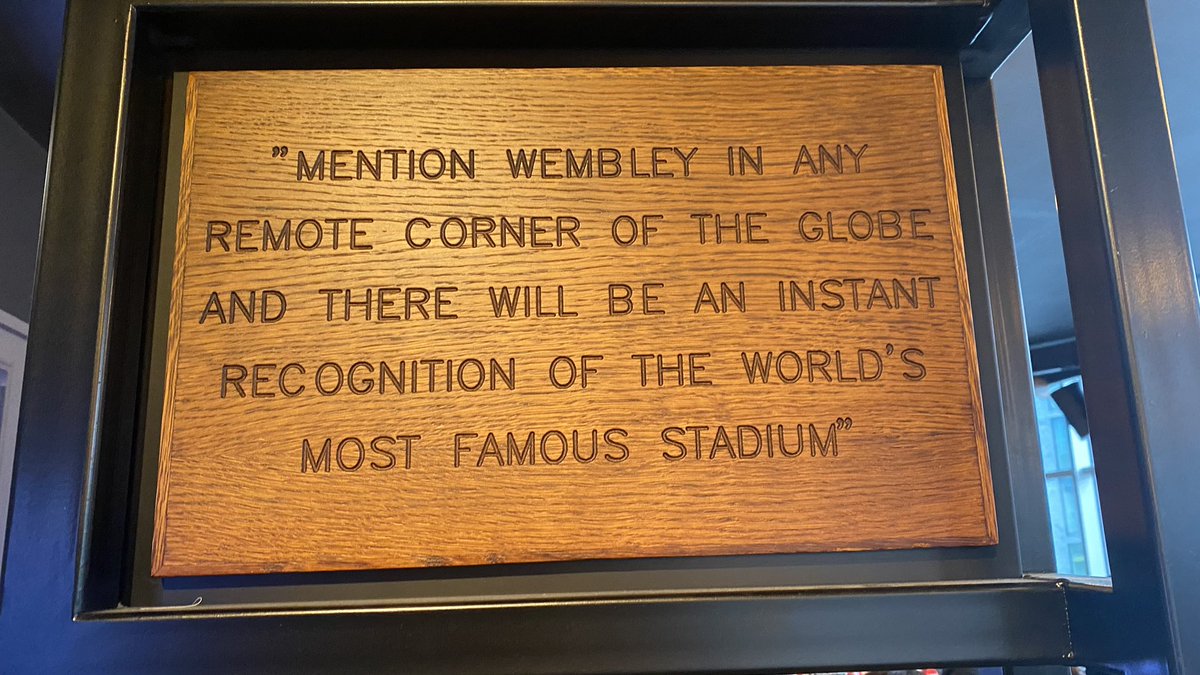 ”MENTION WEMBLEY IN ANY
REMOTE CORNER OF THE GLOBE
AND THERE WILL BE AN INSTANT
RECOGNITION OF THE WORLD’S
MOST FAMOUS STADIUM”